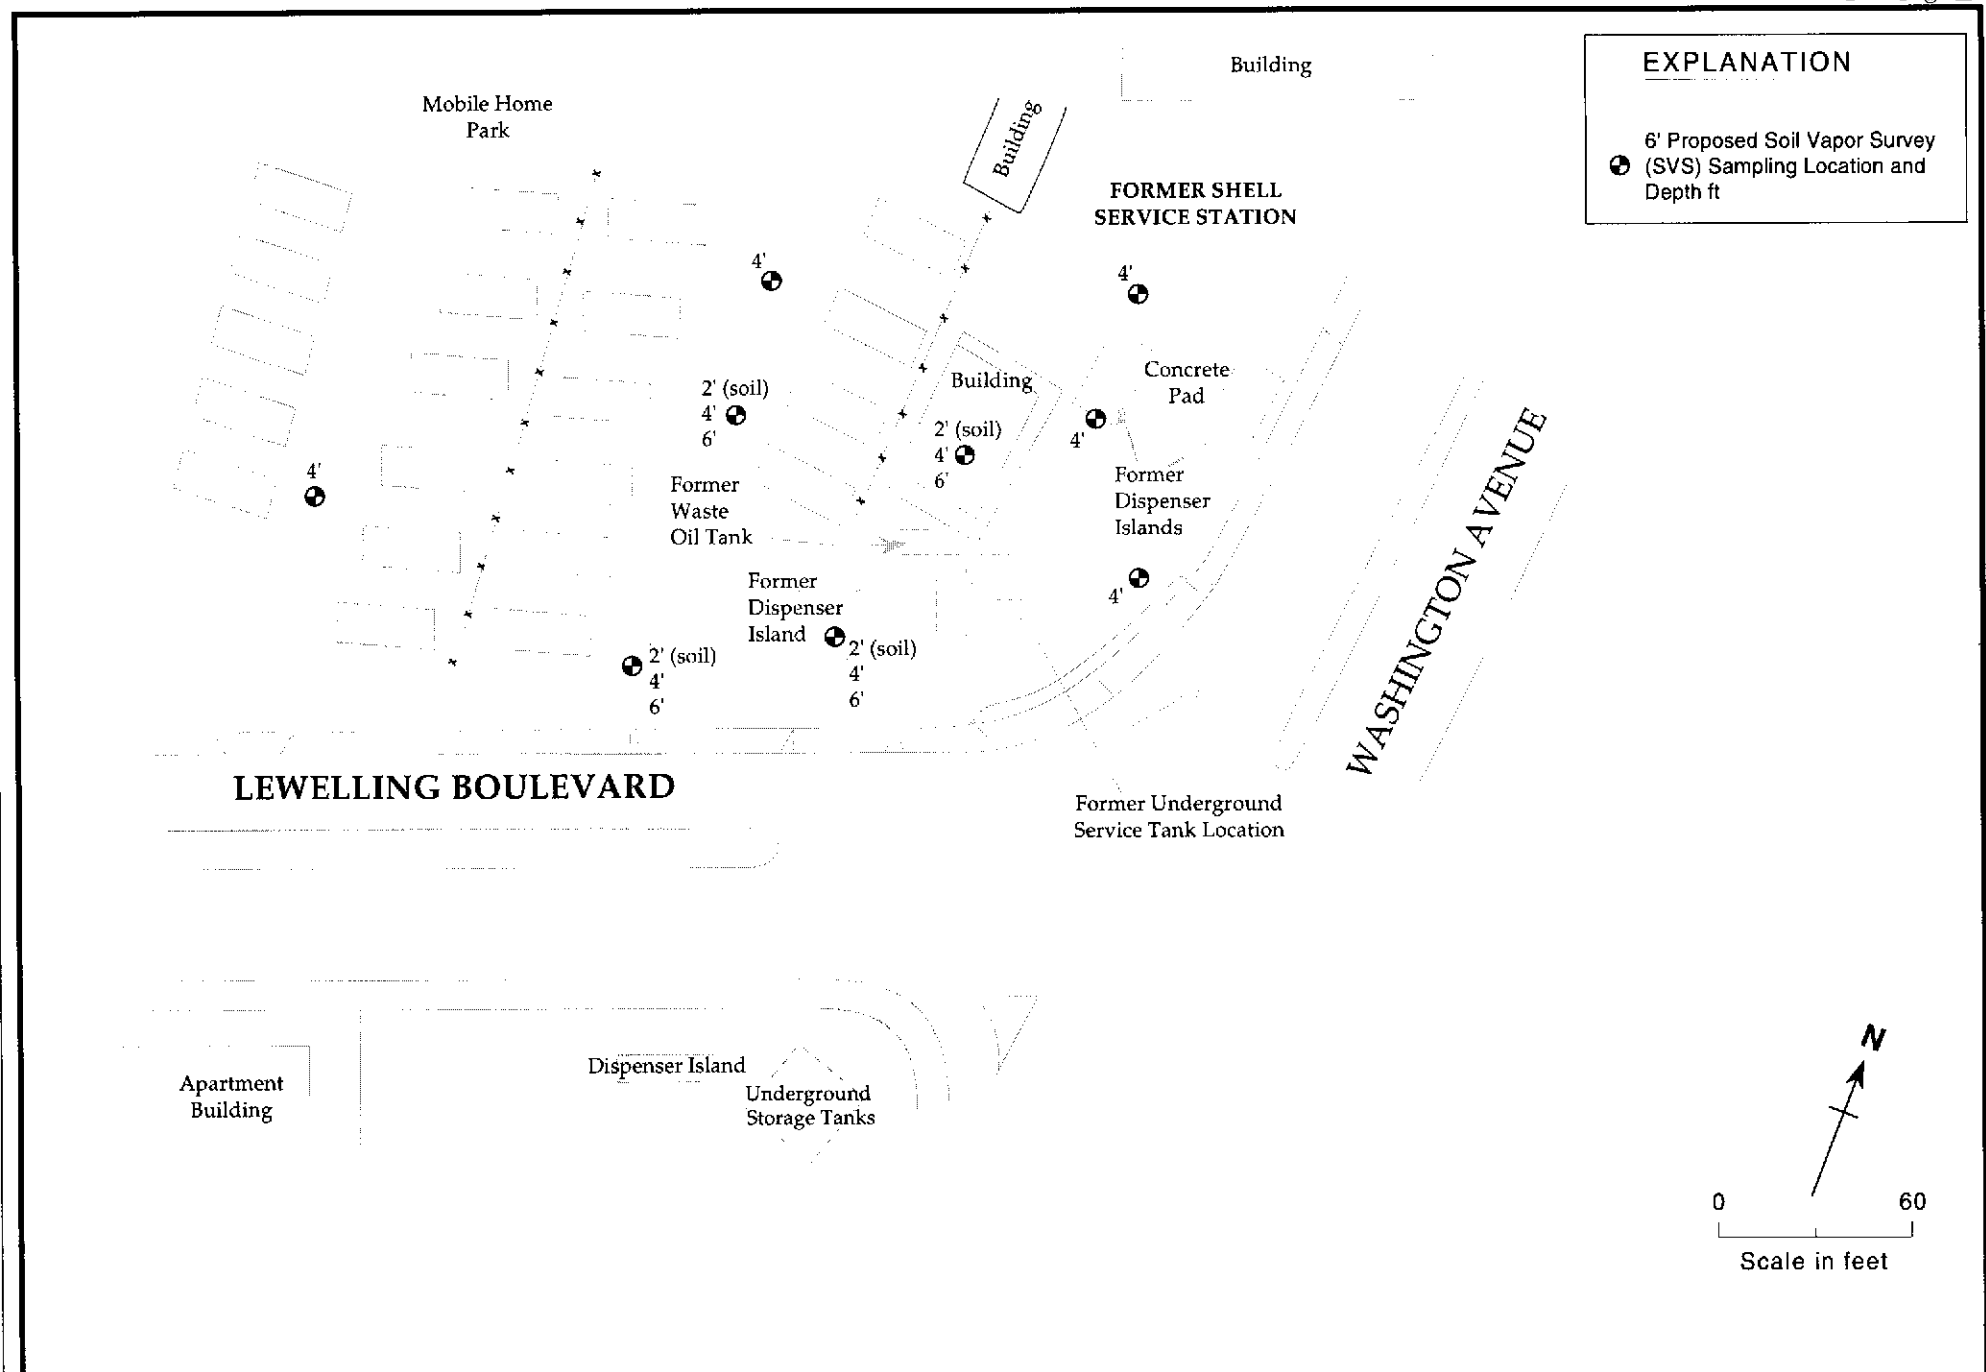 Building
EXPLANATION
6' Proposed Soil Vapor Survey
(SVS) Sampling Location and
Depth ft
Mobile Home
Park
Building
FORMER SHELL
SERVICE STATION
4'
4'
Concrete
Pad
Building
2' (soil)
4'
6'
2' (soil)
4'
6'
4'
4'
Former
Waste
Oil Tank
Former
Dispenser
Islands
WASHINGTON AVENUE
Former
Dispenser
Island
4'
2' (soil)
4'
6'
2' (soil)
4'
6'
LEWELLING BOULEVARD
Former Underground
Service Tank Location
Dispenser Island
Apartment
Building
Underground
Storage Tanks
N
0 60
Scale in feet